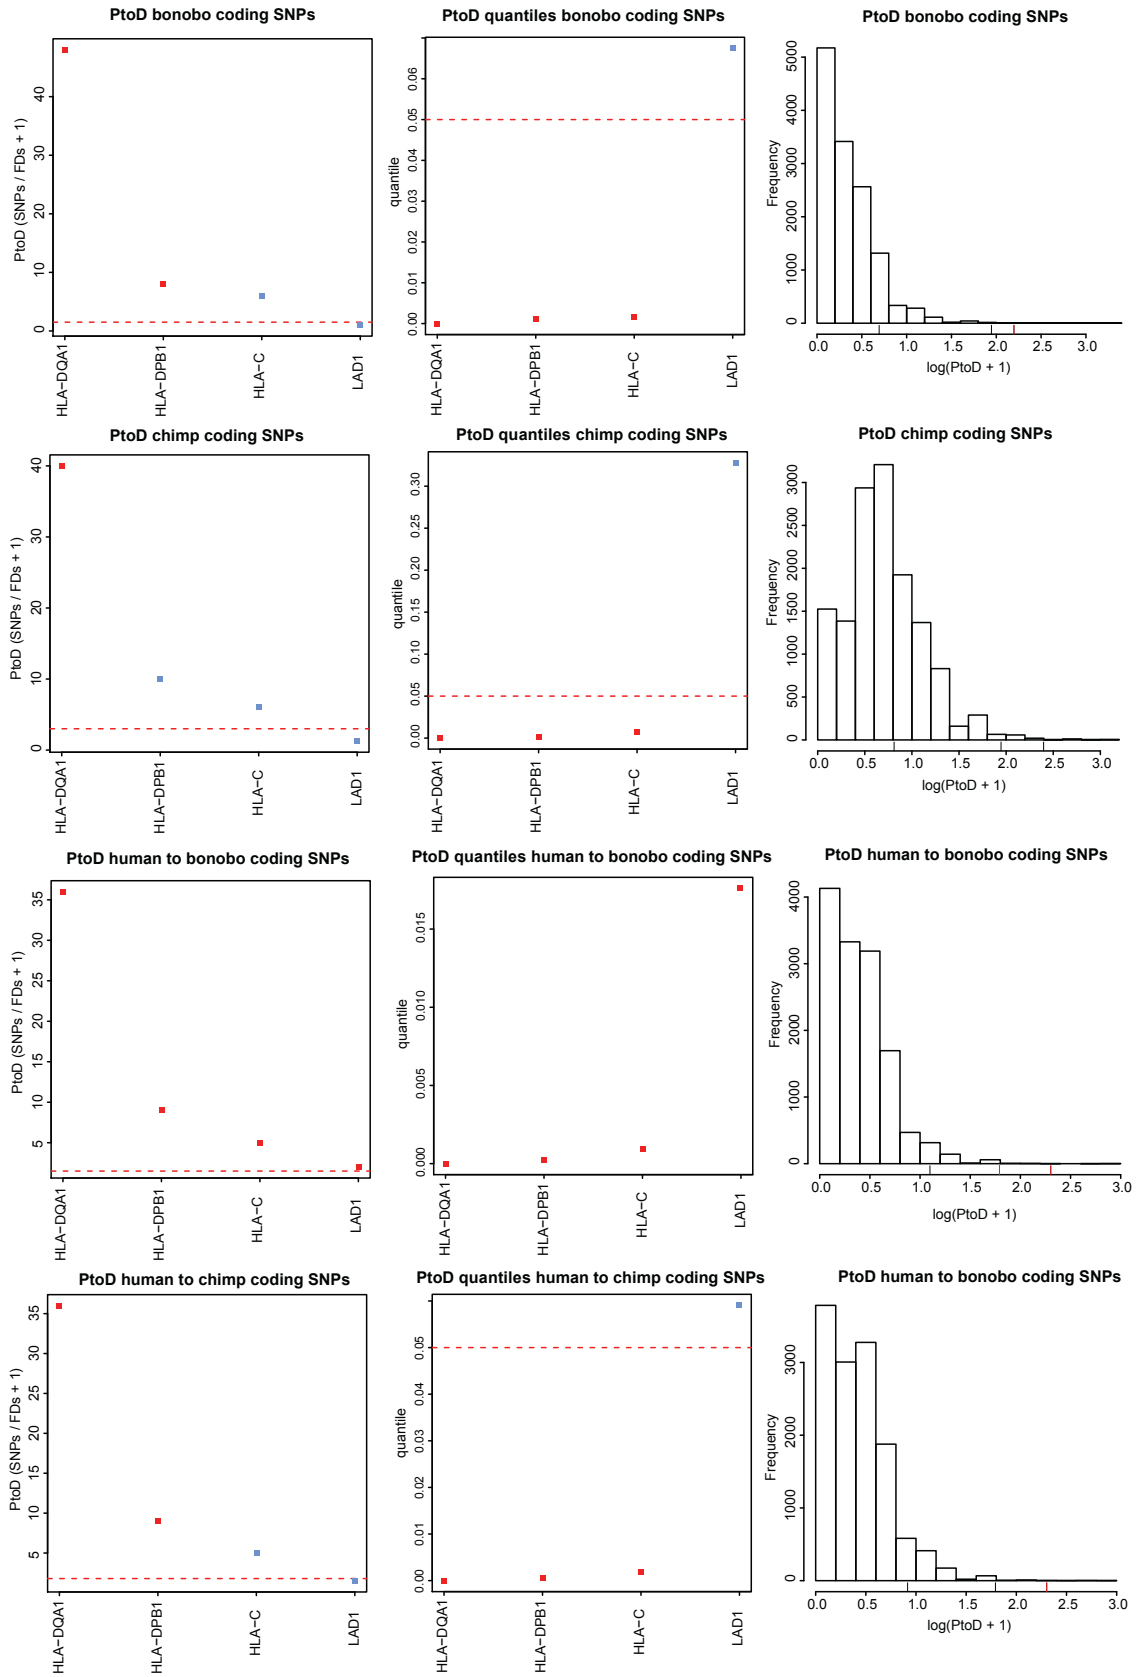 PtoD bonobo coding SNPs
PtoD (SNPs / FDs + 1)
0
10
20
30
40
HLA−DQA1
HLA−DPB1
HLA−C
LAD1
PtoD quantiles bonobo coding SNPs
quantile
0.00
0.01
0.02
0.03
0.04
0.05
0.06
HLA−DQA1
HLA−DPB1
HLA−C
LAD1
PtoD bonobo coding SNPs
Frequency
0
1000
2000
3000
4000
5000
0.0 0.5 1.0 1.5 2.0 2.5 3.0
log(PtoD + 1)
PtoD chimp coding SNPs
PtoD (SNPs / FDs + 1)
0
10
20
30
40
HLA−DQA1
HLA−DPB1
HLA−C
LAD1
PtoD quantiles chimp coding SNPs
quantile
0.00
0.05
0.10
0.15
0.20
0.25
0.30
HLA−DQA1
HLA−DPB1
HLA−C
LAD1
PtoD chimp coding SNPs
Frequency
0
500
1000
1500
2000
2500
3000
0.0 0.5 1.0 1.5 2.0 2.5 3.0
log(PtoD + 1)
PtoD human to bonobo coding SNPs
PtoD (SNPs / FDs + 1)
5
10
15
20
25
30
35
HLA−DQA1
HLA−DPB1
HLA−C
LAD1
PtoD quantiles human to bonobo coding SNPs
quantile
0.000
0.005
0.010
0.015
HLA−DQA1
HLA−DPB1
HLA−C
LAD1
PtoD human to bonobo coding SNPs
Frequency
0
1000
2000
3000
4000
0.0 0.5 1.0 1.5 2.0 2.5 3.0
log(PtoD + 1)
PtoD human to chimp coding SNPs
PtoD (SNPs / FDs + 1)
5
10
15
20
25
30
35
HLA−DQA1
HLA−DPB1
HLA−C
LAD1
PtoD quantiles human to chimp coding SNPs
quantile
0.00
0.01
0.02
0.03
0.04
0.05
HLA−DQA1
HLA−DPB1
HLA−C
LAD1
PtoD human to bonobo coding SNPs
Frequency
0
1000
2000
3000
0.0 0.5 1.0 1.5 2.0 2.5 3.0
log(PtoD + 1)